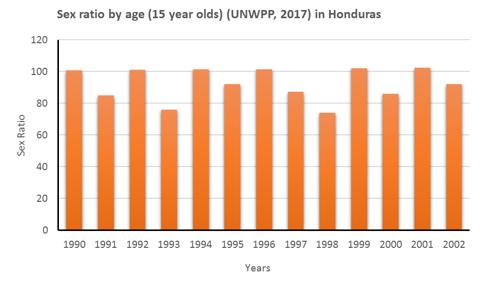 Sex ratio by age (15 year olds) (UNWPP, 2017) in Honduras
120
100
80
60
40
20
0
Sex Ratio
1990 1991 1992 1993 1994 1995 1996 1997 1998 1999 2000 2001 2002
Years